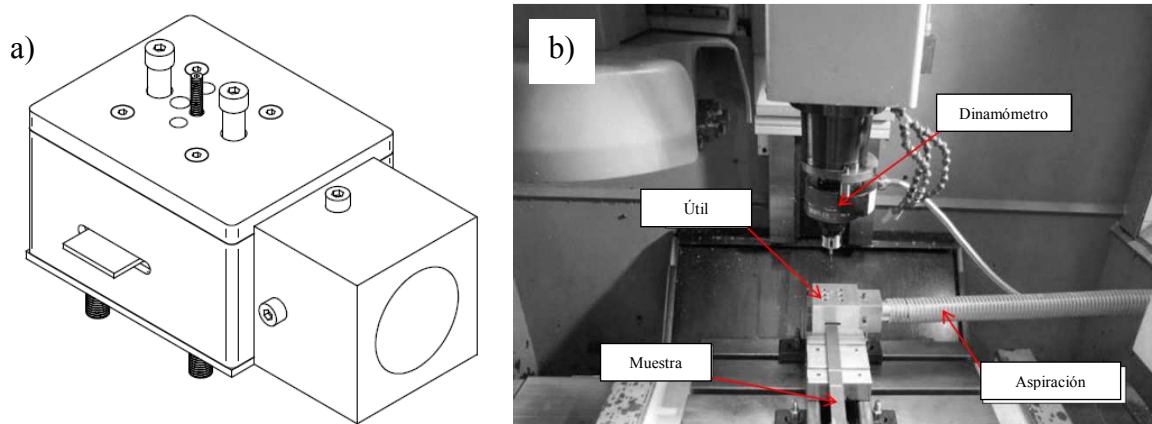 a)
b)
Dinamómetro
Útil
Muestra
Aspiración